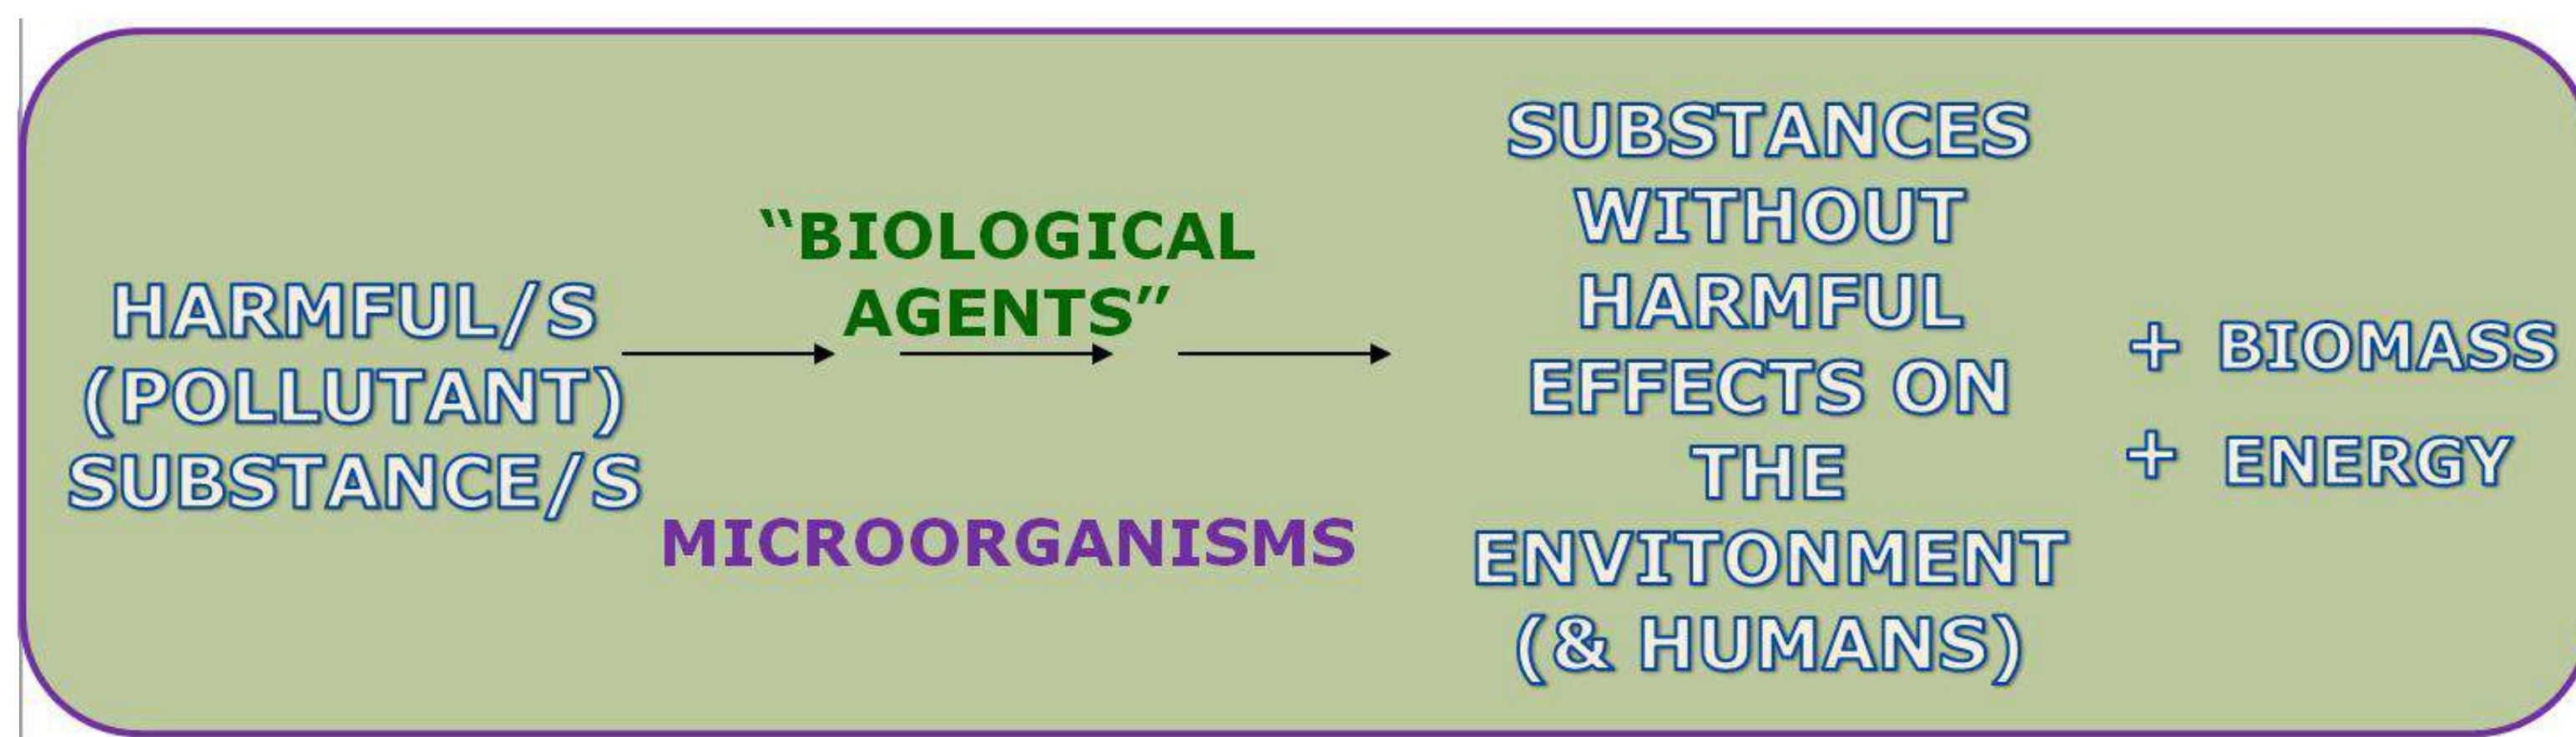 HARMFUL/S
(POLLUTANT)
SUBSTANCE/S
“BIOLOGICAL
AGENTS”
MICROORGANISMS
SUBSTANCES
WITHOUT
HARMFUL
EFFECTS ON
THE
ENVITONMENT
(& HUMANS)
+ BIOMASS
+ ENERGY